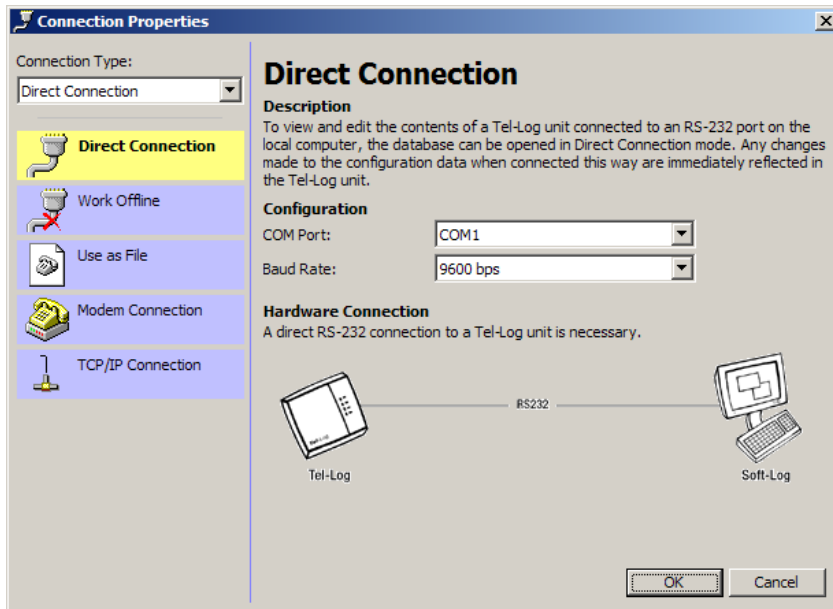 Connection Properties
Connection Type:
Direct Connection
Direct Connection
Work Offline
Use as File
Modem Connection
TCP/IP Connection
Direct Connection
Description
To view and edit the contents of a Tel-Log unit connected to an RS-232 port on the
local computer, the database can be opened in Direct Connection mode. Any changes
made to the configuration data when connected this way are immediately reflected in
the Tel-Log unit.
Configuration
COM Port: COM1
Baud Rate: 9600 bps
Hardware Connection
A direct RS-232 connection to a Tel-Log unit is necessary.
RS232
Tel-Log
Soft-Log
OK Cancel